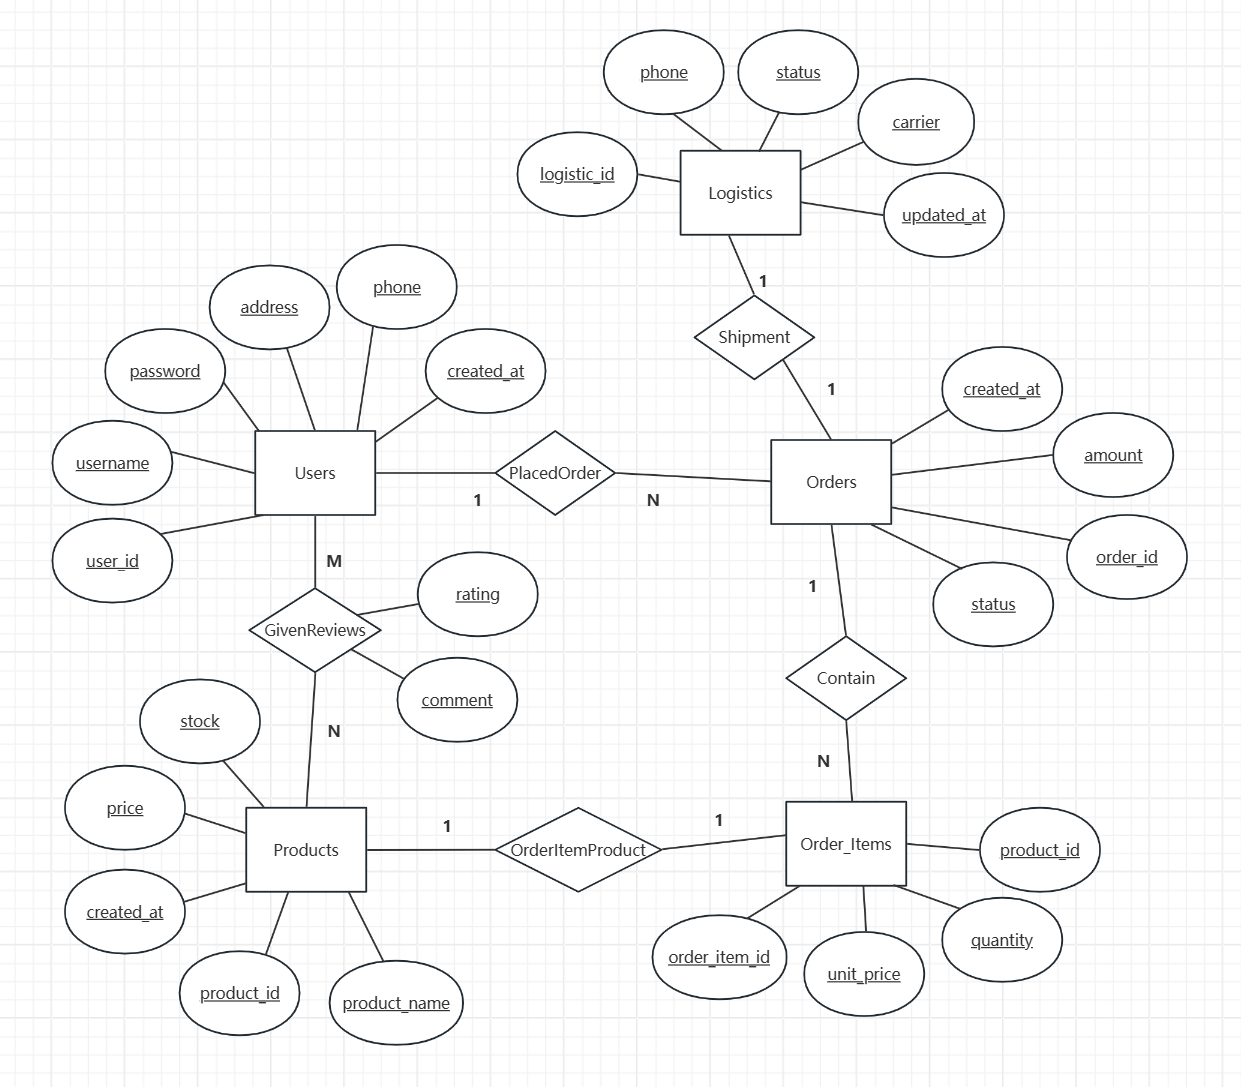 phone
status
carrier
logistic_id
Logistics
updated_at
1
Shipment
1
address
phone
password
created_at
username
Users
user_id
1
PlacedOrder
N
Orders
created_at
amount
order_id
status
M
GivenReviews
rating
comment
N
1
Contain
N
stock
price
created_at
Products
product_id
product_name
1
OrderItemProduct
1
Order_Items
product_id
quantity
unit_price
order_item_id